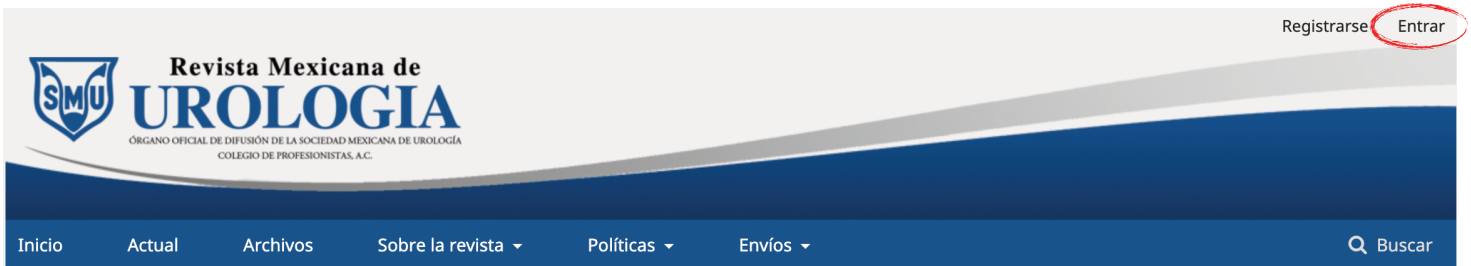 Registrarse Entrar
SMU
Revista Mexicana de
UROLOGIA
ÓRGANO OFICIAL DE DIFUSIÓN DE LA SOCIEDAD MEXICANA DE UROLOGÍA
COLEGIO DE PROFESIONISTAS, A.C.
Inicio Actual Archivos Sobre la revista Políticas Envíos Buscar